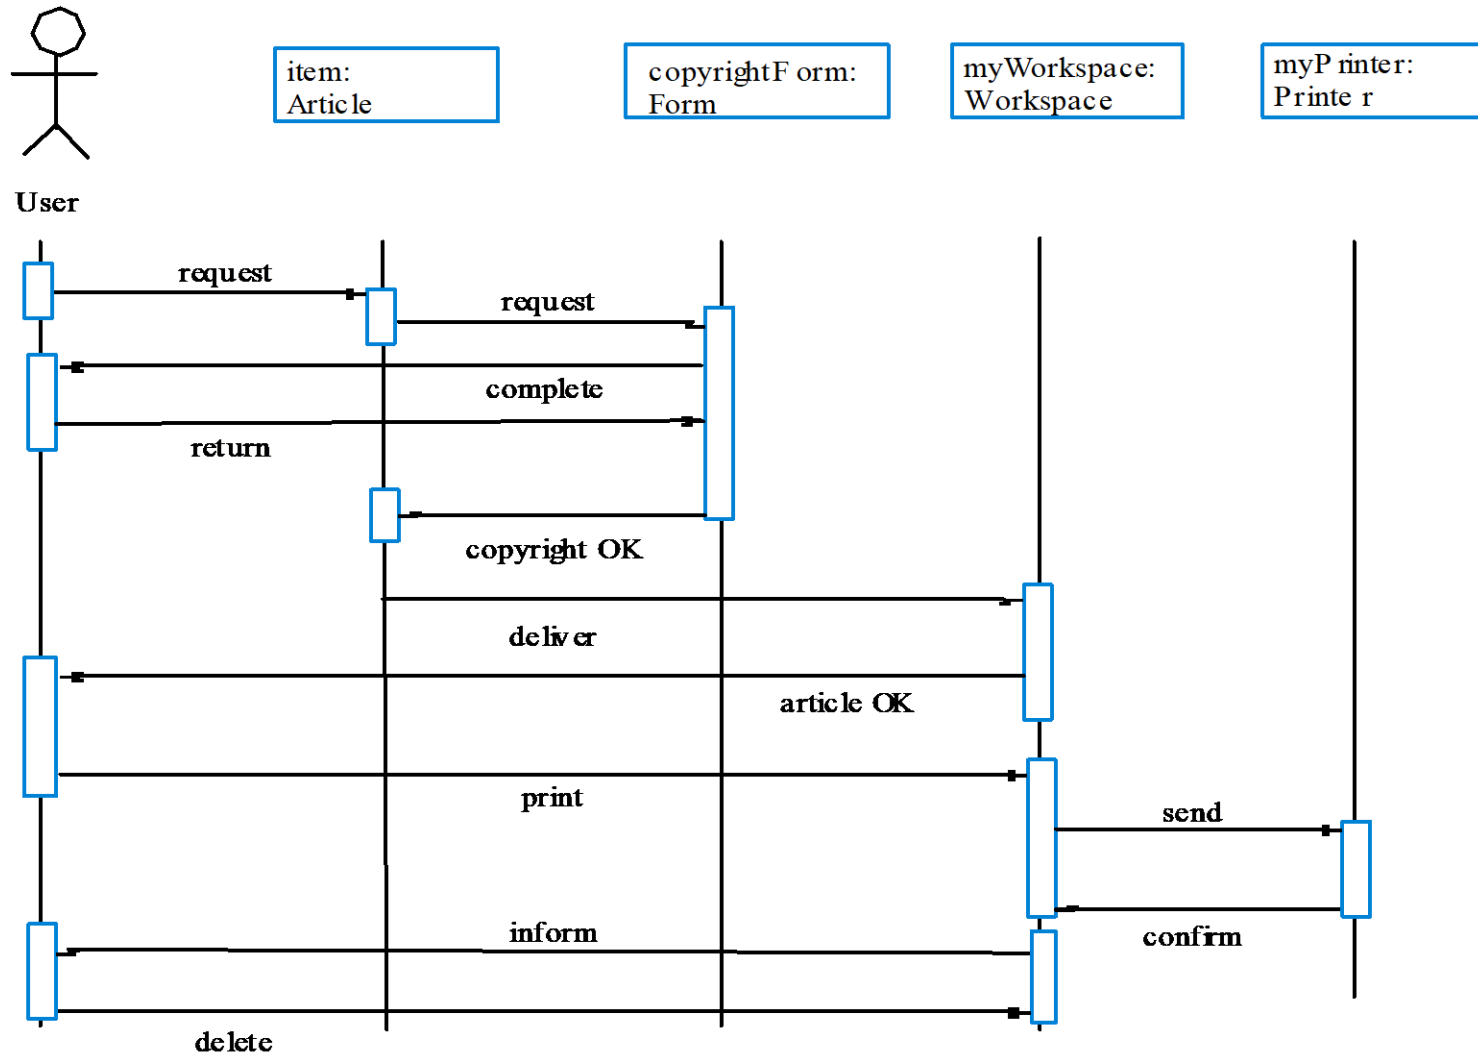 item:
Article
copyrightForm:
Form
myWorkspace:
Workspace
myPrinter:
Printer
User
request
request
complete
return
copyright OK
deliver
article OK
print
send
inform
confirm
delete